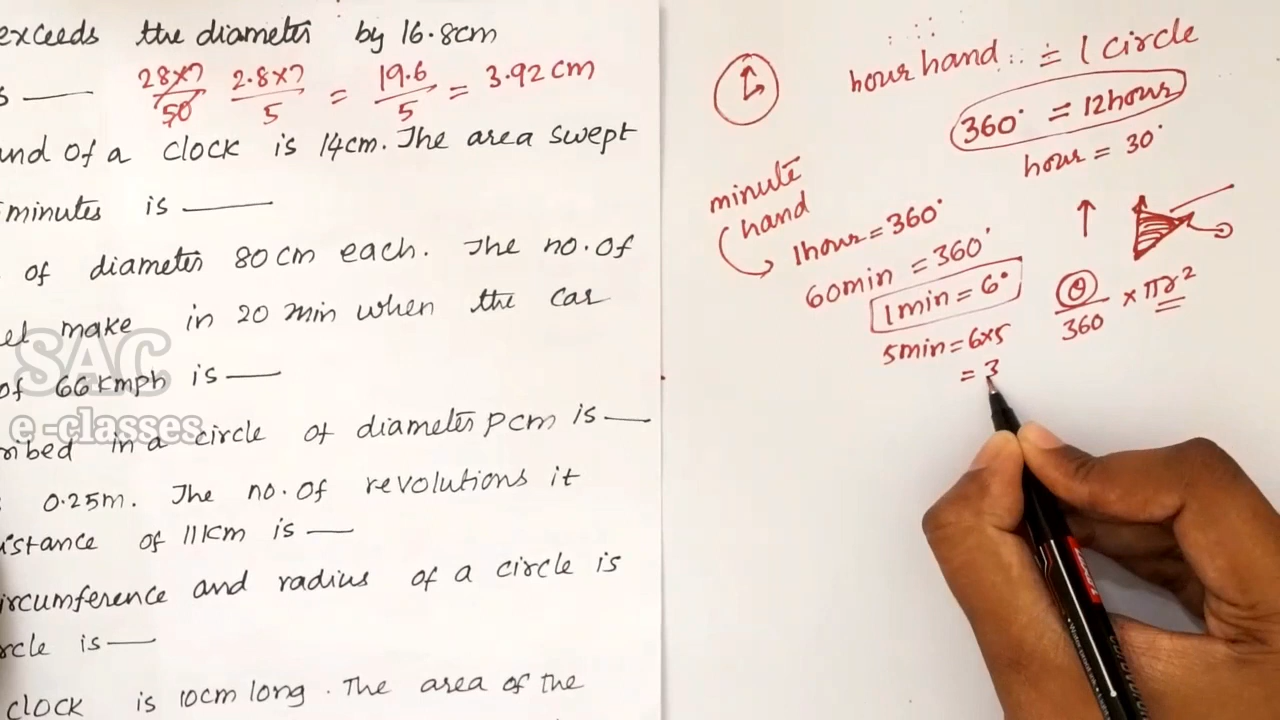 exceeds the diameter by 16.8cm
s 28×7/50 2.8×7/5 = 19.6/5 = 3.92 cm
and of a clock is 14cm. The area swept
minutes is
of diameter 80cm each. The no.of
el make in 20 min when the car
of 66kmph is
ribed in a circle of diameter pcm is
0.25m. The no.of revolutions it
istance of 11km is
ircumference and radius of a circle is
rcle is
clock is 10cm long. The area of the
SAC
e-classes
hour hand ÷ 1 circle
360° = 12hour
hour = 30°
minute
hand
1hour = 360°
60min = 360°
1min = 6°
5min = 6×5
= 3
θ/360 × πr²